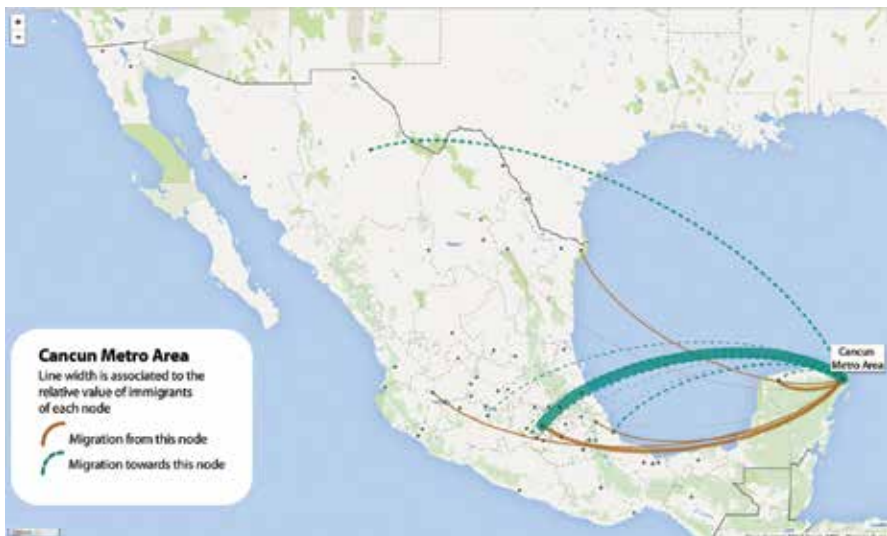 +
-
Cancun
Metro Area
Cancun Metro Area
Line width is associated to the
relative value of immigrants
of each node
Migration from this node
Migration towards this node